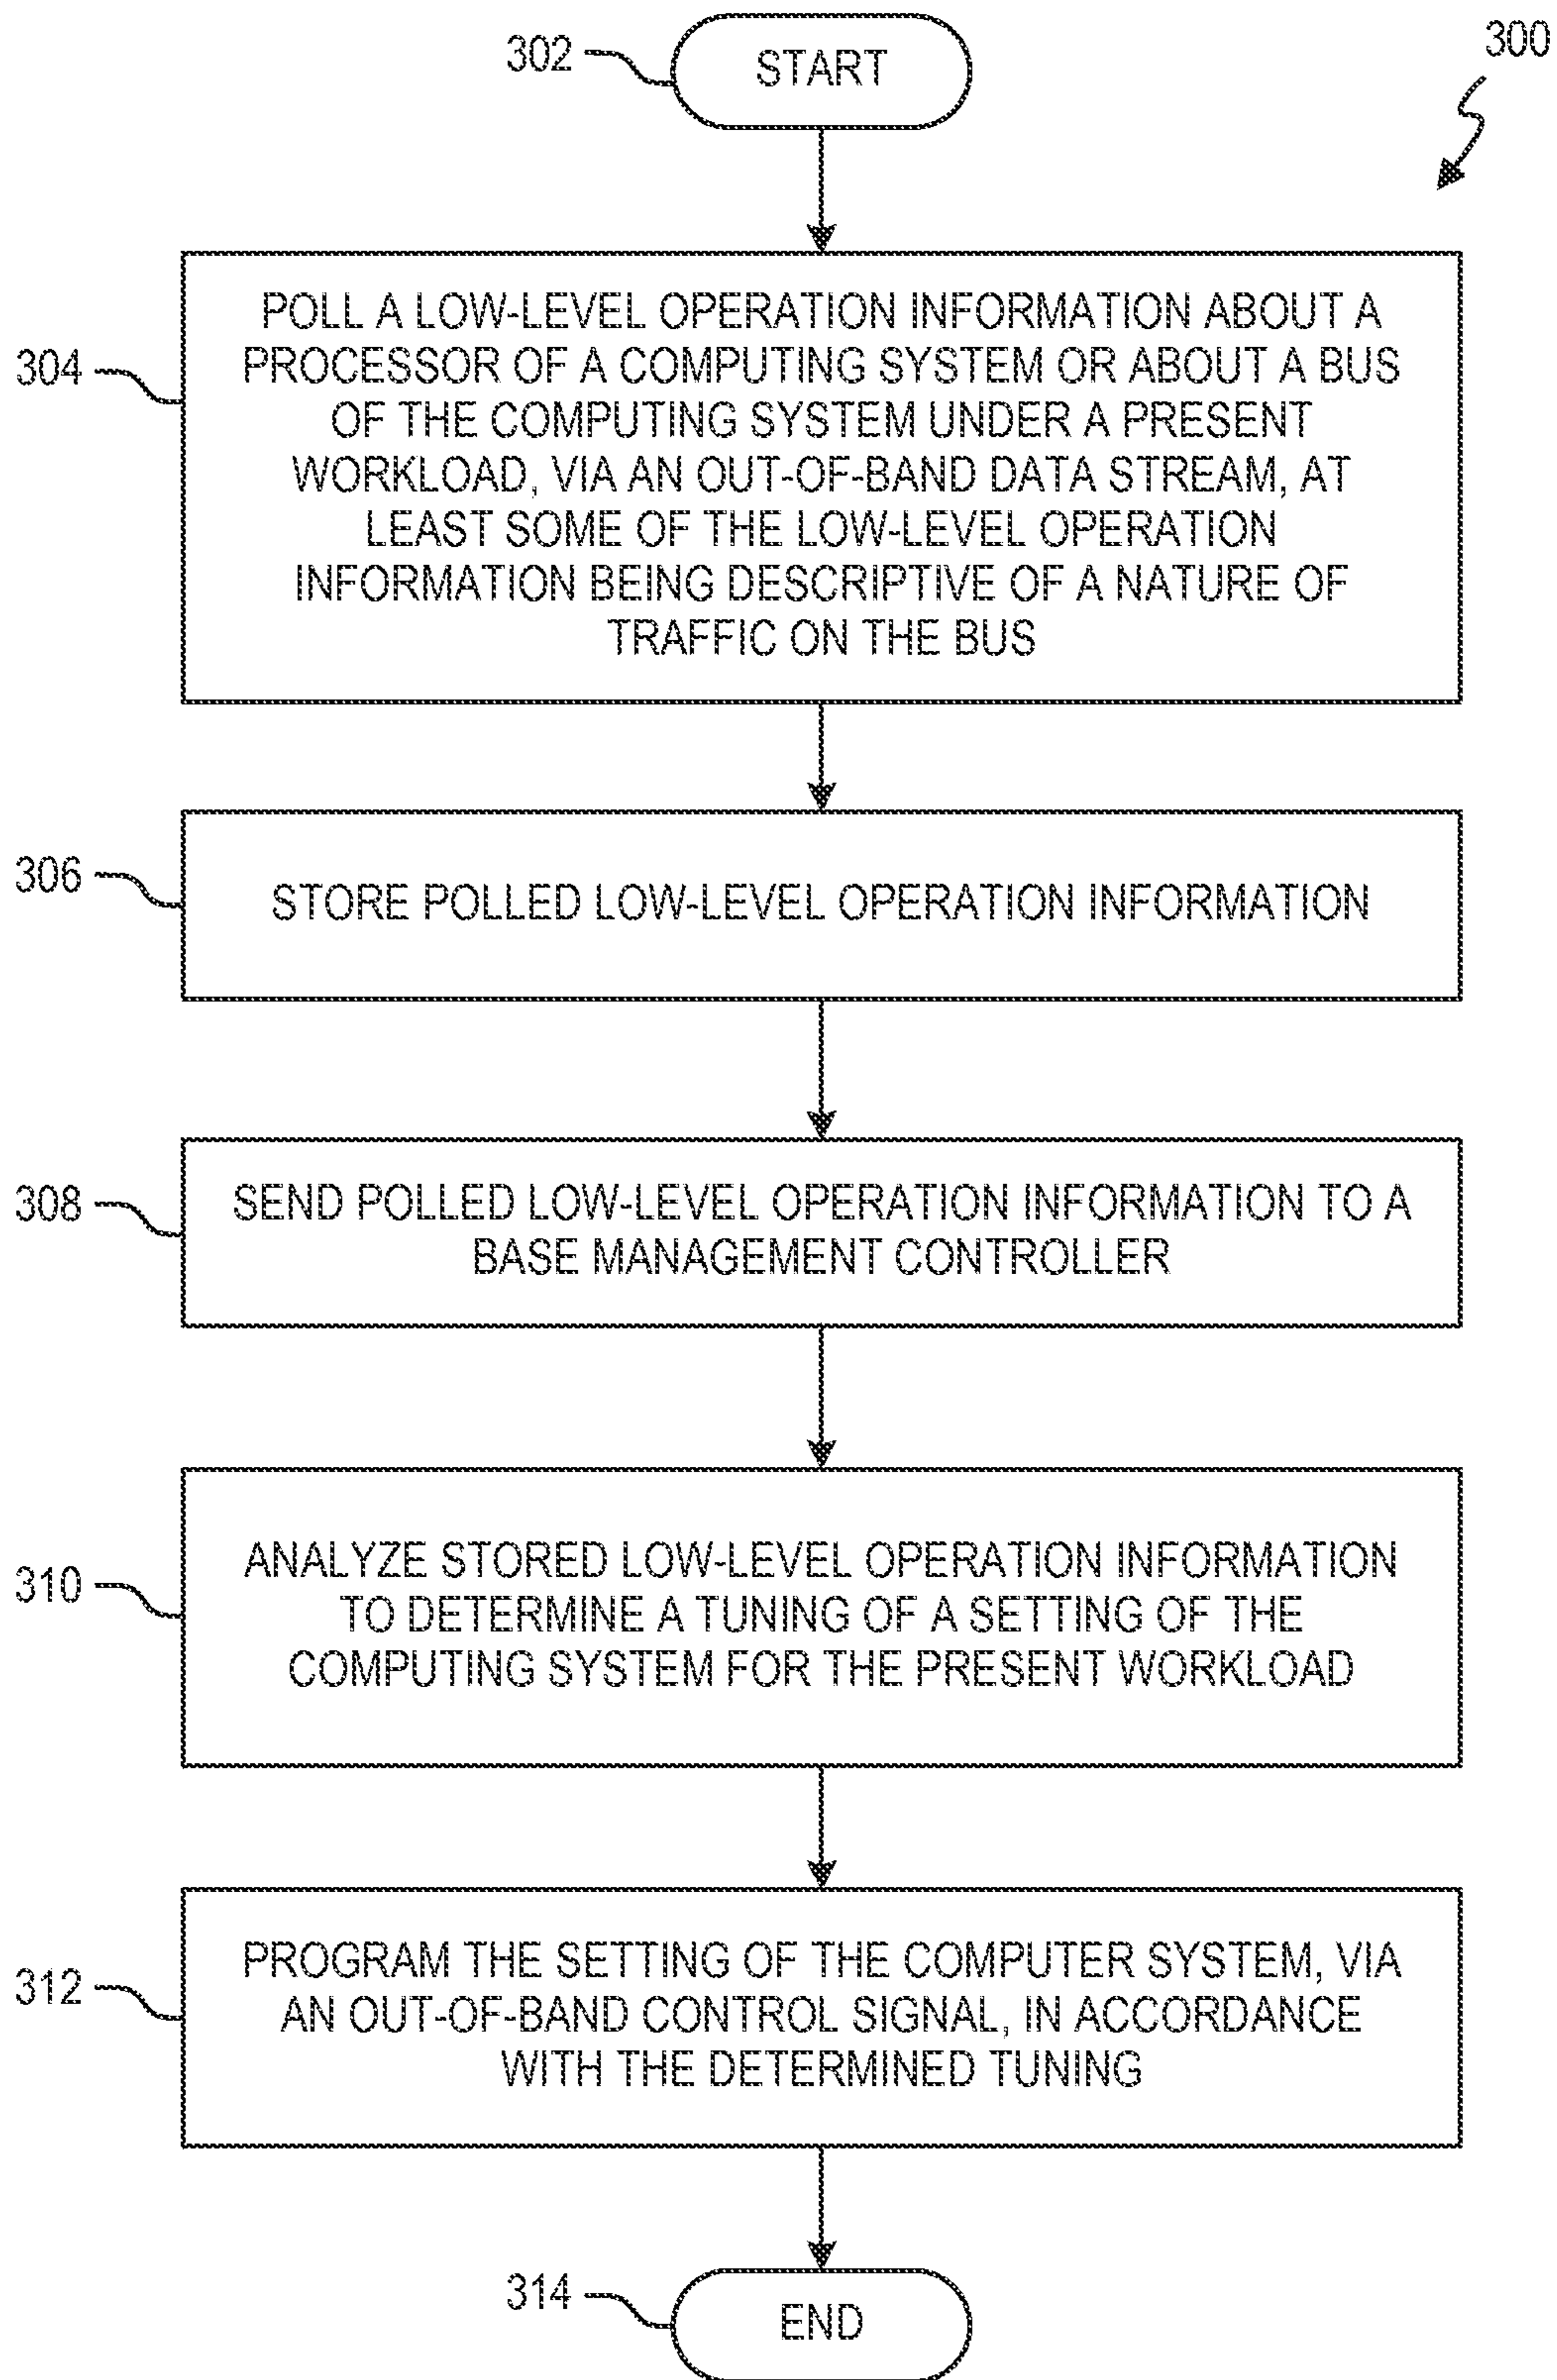 300
302
START
304
POLL A LOW-LEVEL OPERATION INFORMATION ABOUT A
PROCESSOR OF A COMPUTING SYSTEM OR ABOUT A BUS
OF THE COMPUTING SYSTEM UNDER A PRESENT
WORKLOAD, VIA AN OUT-OF-BAND DATA STREAM, AT
LEAST SOME OF THE LOW-LEVEL OPERATION
INFORMATION BEING DESCRIPTIVE OF A NATURE OF
TRAFFIC ON THE BUS
306
STORE POLLED LOW-LEVEL OPERATION INFORMATION
308
SEND POLLED LOW-LEVEL OPERATION INFORMATION TO A
BASE MANAGEMENT CONTROLLER
310
ANALYZE STORED LOW-LEVEL OPERATION INFORMATION
TO DETERMINE A TUNING OF A SETTING OF THE
COMPUTING SYSTEM FOR THE PRESENT WORKLOAD
312
PROGRAM THE SETTING OF THE COMPUTER SYSTEM, VIA
AN OUT-OF-BAND CONTROL SIGNAL, IN ACCORDANCE
WITH THE DETERMINED TUNING
314
END